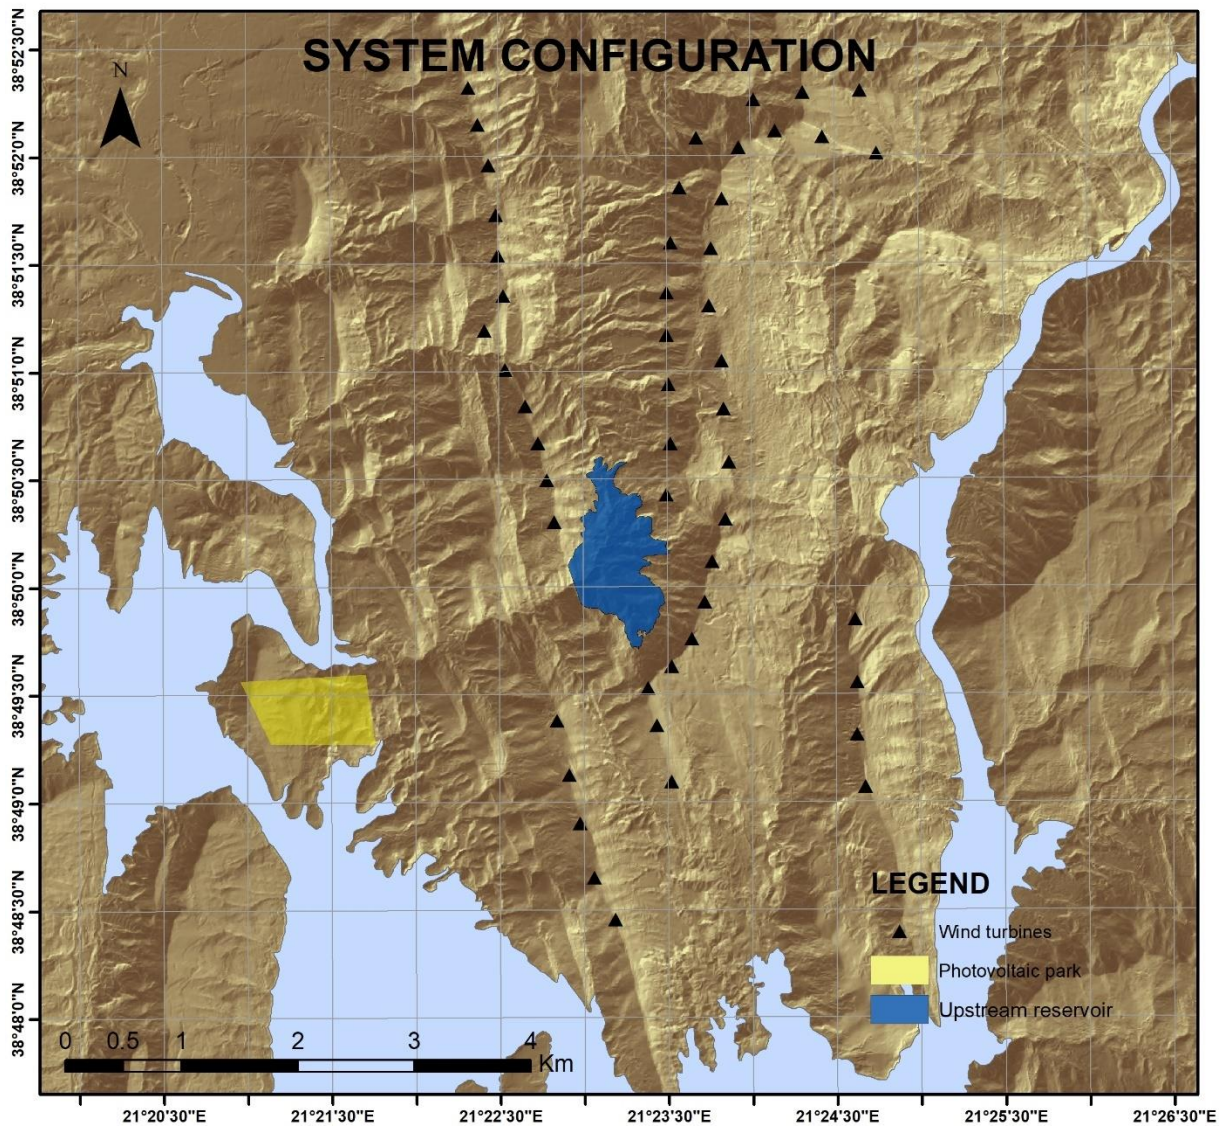 SYSTEM CONFIGURATION
N
38°52'30"N
38°52'0"N
38°51'30"N
38°51'0"N
38°50'30"N
38°50'0"N
38°49'30"N
38°49'0"N
38°48'30"N
38°48'0"N
LEGEND
Wind turbines
Photovoltaic park
Upstream reservoir
0 0.5 1 2 3 4
Km
21°20'30"E 21°21'30"E 21°22'30"E 21°23'30"E 21°24'30"E 21°25'30"E 21°26'30"E